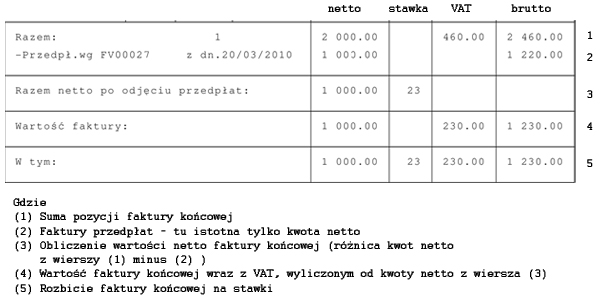 netto stawka VAT brutto
Razem: 1 2 000.00 460.00 2 460.00 1
-Przedpł.wg FV00027 z dn.20/03/2010 1 000.00 1 220.00 2
Razem netto po odjęciu przedpłat: 1 000.00 23 3
Wartość faktury: 1 000.00 230.00 1 230.00 4
W tym: 1 000.00 23 230.00 1 230.00 5
Gdzie
(1) Suma pozycji faktury końcowej
(2) Faktury przedpłat - tu istotna tylko kwota netto
(3) Obliczenie wartości netto faktury końcowej (różnica kwot netto
z wierszy (1) minus (2) )
(4) Wartość faktury końcowej wraz z VAT, wyliczonym od kwoty netto z wiersza (3)
(5) Rozbicie faktury końcowej na stawki